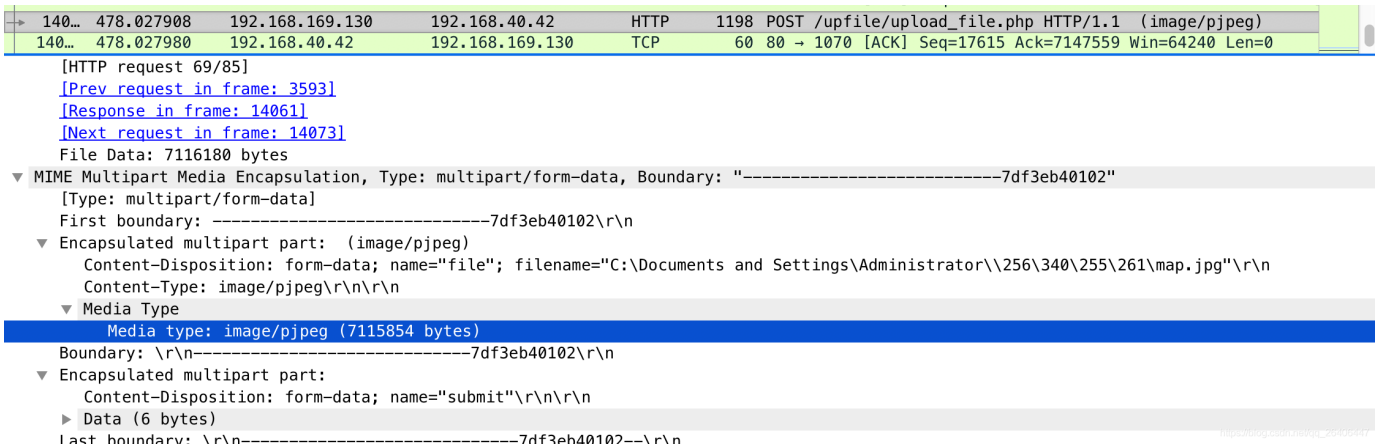 140… 478.027908 192.168.169.130 192.168.40.42 HTTP 1198 POST /upfile/upload_file.php HTTP/1.1 (image/pjpeg)
140… 478.027980 192.168.40.42 192.168.169.130 TCP 60 80 → 1070 [ACK] Seq=17615 Ack=7147559 Win=64240 Len=0
[HTTP request 69/85]
[Prev request in frame: 3593]
[Response in frame: 14061]
[Next request in frame: 14073]
File Data: 7116180 bytes
MIME Multipart Media Encapsulation, Type: multipart/form-data, Boundary: "---------------------------7df3eb40102"
[Type: multipart/form-data]
First boundary: -----------------------------7df3eb40102\r\n
Encapsulated multipart part: (image/pjpeg)
Content-Disposition: form-data; name="file"; filename="C:\Documents and Settings\Administrator\\256\340\255\261\map.jpg"\r\n
Content-Type: image/pjpeg\r\n\r\n
Media Type
Media type: image/pjpeg (7115854 bytes)
Boundary: \r\n-----------------------------7df3eb40102\r\n
Encapsulated multipart part:
Content-Disposition: form-data; name="submit"\r\n\r\n
Data (6 bytes)
Last boundary: \r\n-----------------------------7df3eb40102--\r\n